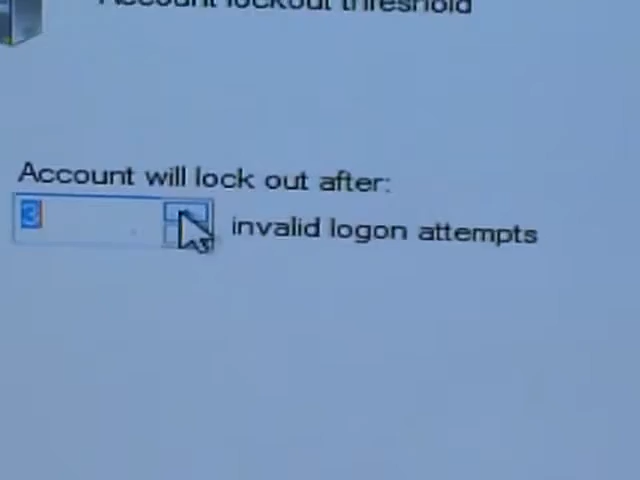 Account lockout threshold
Account will lock out after:
3
invalid logon attempts